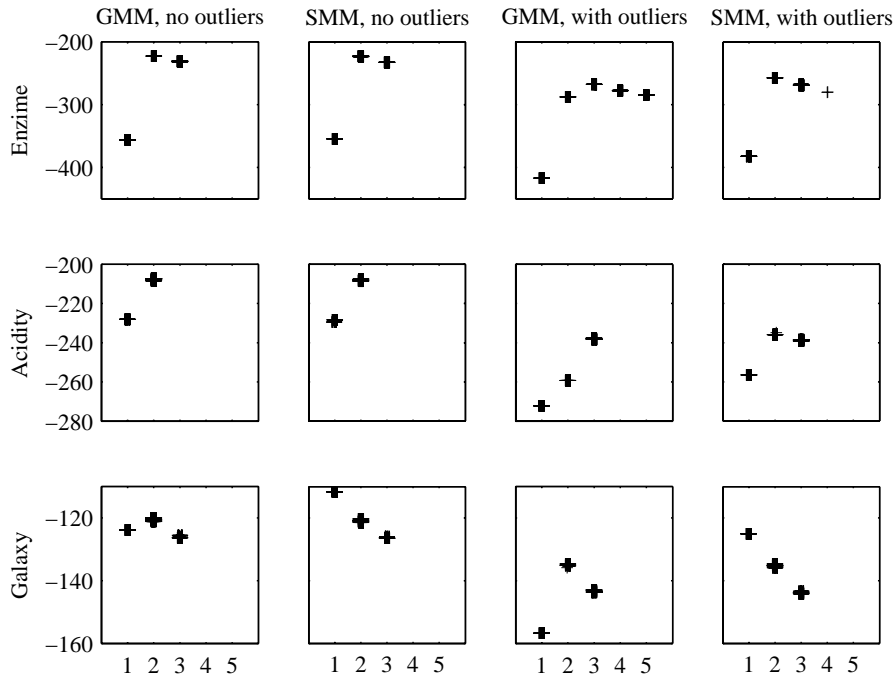 GMM, no outliers
SMM, no outliers
GMM, with outliers
SMM, with outliers
Enzime
−200
−300
−400
Acidity
−200
−220
−240
−260
−280
Galaxy
−120
−140
−160
1 2 3 4 5
1 2 3 4 5
1 2 3 4 5
1 2 3 4 5